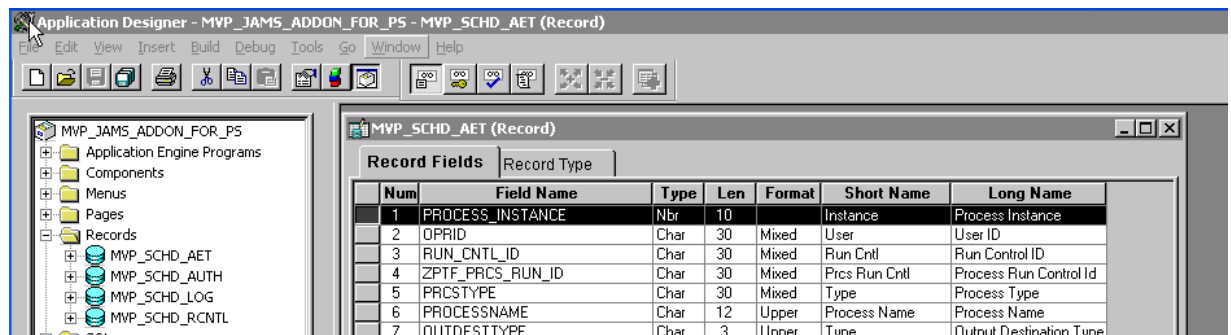 Application Designer - MVP_JAMS_ADDON_FOR_PS - MVP_SCHD_AET (Record)
File Edit View Insert Build Debug Tools Go Window Help
MVP_JAMS_ADDON_FOR_PS
Application Engine Programs
Components
Menus
Pages
Records
MVP_SCHD_AET
MVP_SCHD_AUTH
MVP_SCHD_LOG
MVP_SCHD_RCNTL
MVP_SCHD_AET (Record)
Record Fields Record Type
Num Field Name Type Len Format Short Name Long Name
1 PROCESS_INSTANCE Nbr 10 Instance Process Instance
2 OPRID Char 30 Mixed User User ID
3 RUN_CNTL_ID Char 30 Mixed Run Cntl Run Control ID
4 ZPTF_PRCS_RUN_ID Char 30 Mixed Prcs Run Cntl Process Run Control Id
5 PRCSTYPE Char 30 Mixed Type Process Type
6 PROCESSNAME Char 12 Upper Process Name Process Name
7 OUTDESTTYPE Char 3 Upper Type Output Destination Type